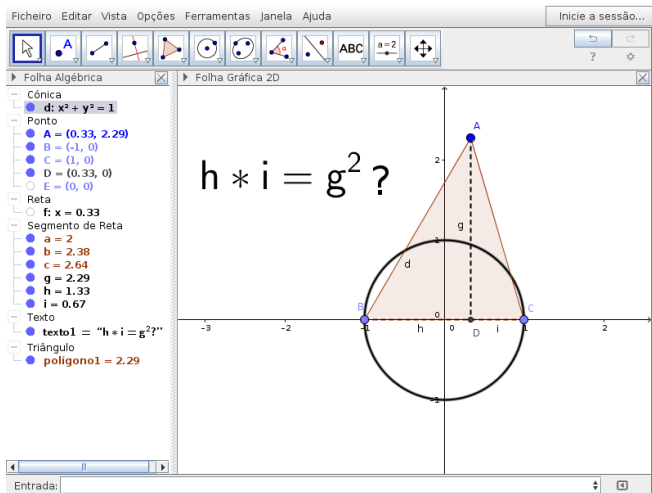 Ficheiro Editar Vista Opções Ferramentas Janela Ajuda
Inicie a sessão...
A
ABC
a=2
?
Folha Algébrica
Cónica
d: x² + y² = 1
Ponto
A = (0.33, 2.29)
B = (-1, 0)
C = (1, 0)
D = (0.33, 0)
E = (0, 0)
Reta
f: x = 0.33
Segmento de Reta
a = 2
b = 2.38
c = 2.64
g = 2.29
h = 1.33
i = 0.67
Texto
texto1 = "h∗i=g²?"
Triângulo
polígono1 = 2.29
Folha Gráfica 2D
h ∗ i = g² ?
A
2
g
1
d
B
C
0
-3
-2
-1
0
1
2
h
D
i
-1
Entrada: